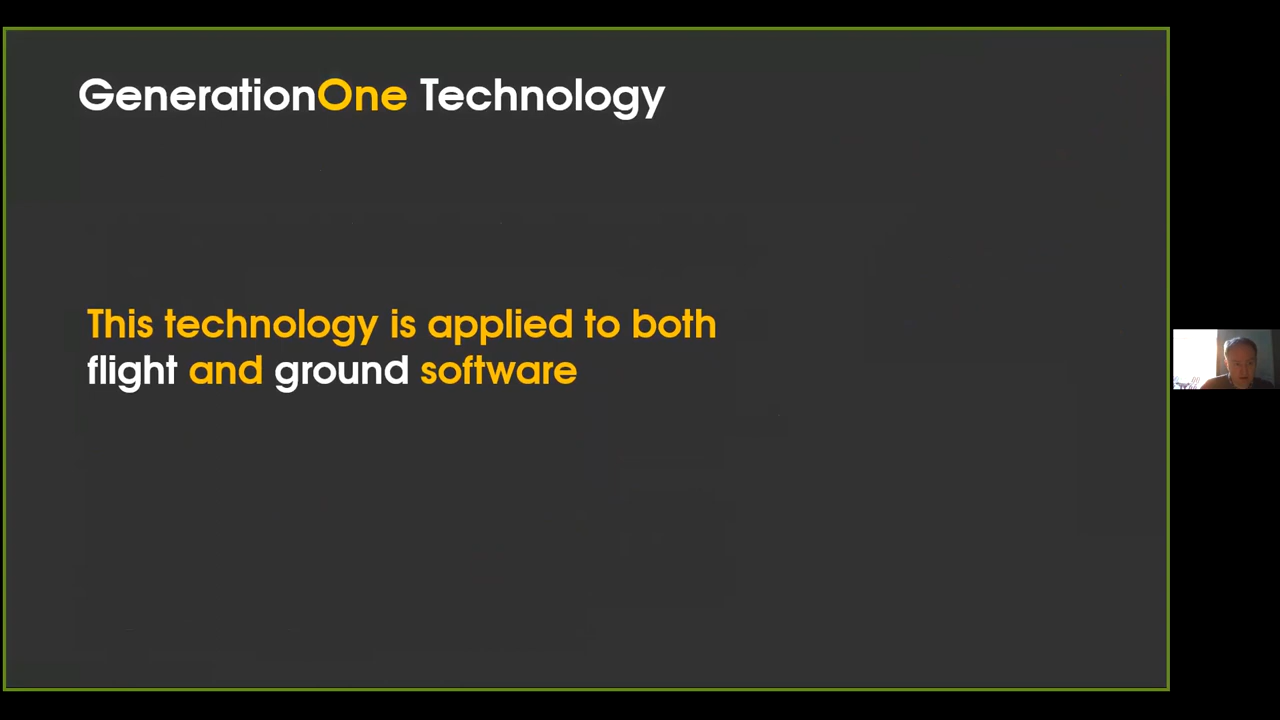 GenerationOne Technology
This technology is applied to both
flight and ground software